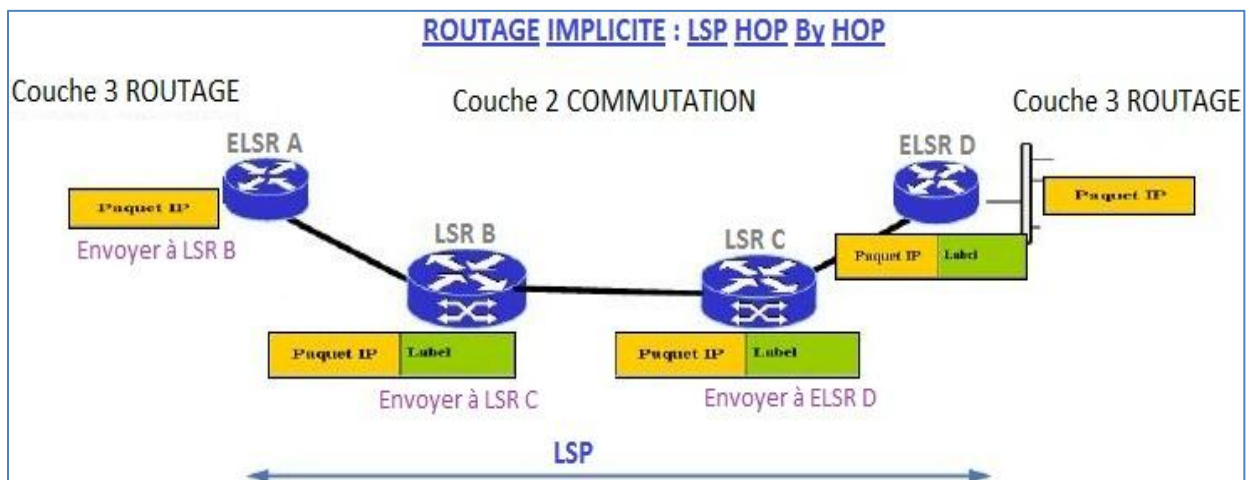 ROUTAGE IMPLICITE : LSP HOP By HOP
Couche 3 ROUTAGE
Couche 2 COMMUTATION
Couche 3 ROUTAGE
ELSR A
ELSR D
Paquet IP
Paquet IP
Envoyer à LSR B
LSR B
LSR C
Paquet IP
Label
Paquet IP
Label
Paquet IP
Label
Envoyer à LSR C
Envoyer à ELSR D
LSP